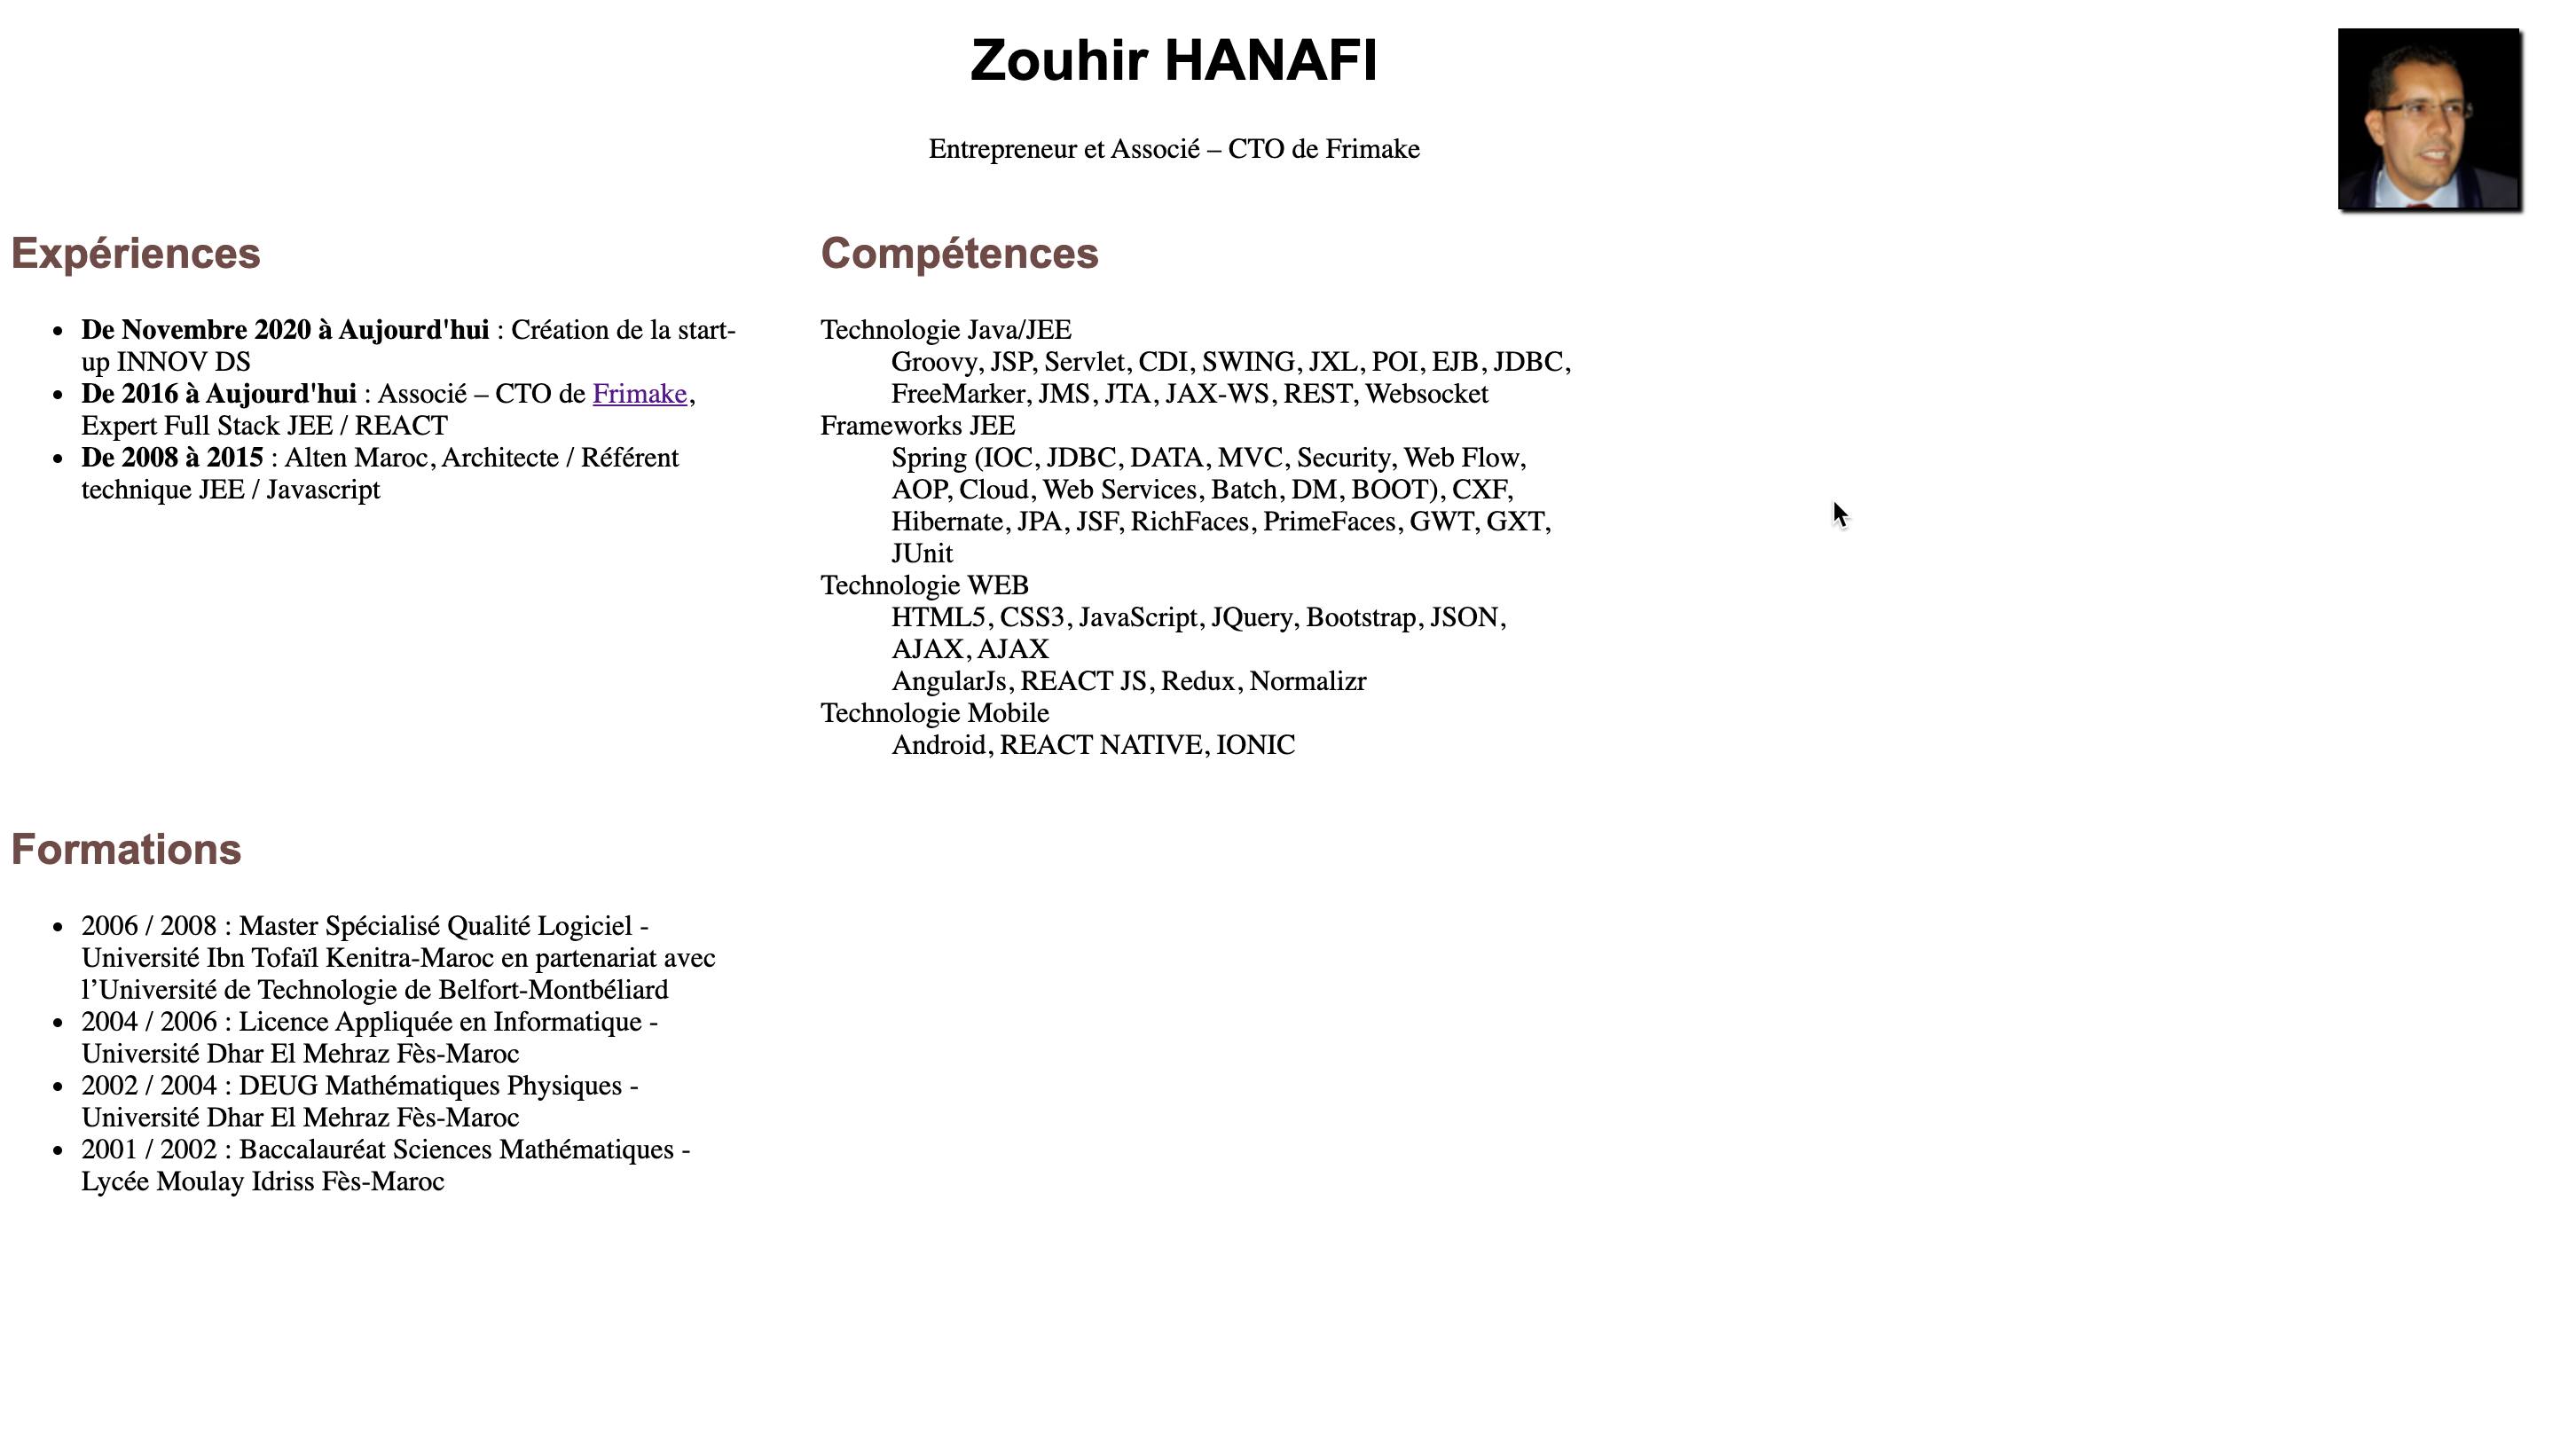 Zouhir HANAFI
Entrepreneur et Associé – CTO de Frimake
Expériences
De Novembre 2020 à Aujourd'hui : Création de la start-
up INNOV DS
De 2016 à Aujourd'hui : Associé – CTO de Frimake,
Expert Full Stack JEE / REACT
De 2008 à 2015 : Alten Maroc, Architecte / Référent
technique JEE / Javascript
Compétences
Technologie Java/JEE
Groovy, JSP, Servlet, CDI, SWING, JXL, POI, EJB, JDBC,
FreeMarker, JMS, JTA, JAX-WS, REST, Websocket
Frameworks JEE
Spring (IOC, JDBC, DATA, MVC, Security, Web Flow,
AOP, Cloud, Web Services, Batch, DM, BOOT), CXF,
Hibernate, JPA, JSF, RichFaces, PrimeFaces, GWT, GXT,
JUnit
Technologie WEB
HTML5, CSS3, JavaScript, JQuery, Bootstrap, JSON,
AJAX, AJAX
AngularJs, REACT JS, Redux, Normalizr
Technologie Mobile
Android, REACT NATIVE, IONIC
Formations
2006 / 2008 : Master Spécialisé Qualité Logiciel -
Université Ibn Tofaïl Kenitra-Maroc en partenariat avec
l’Université de Technologie de Belfort-Montbéliard
2004 / 2006 : Licence Appliquée en Informatique -
Université Dhar El Mehraz Fès-Maroc
2002 / 2004 : DEUG Mathématiques Physiques -
Université Dhar El Mehraz Fès-Maroc
2001 / 2002 : Baccalauréat Sciences Mathématiques -
Lycée Moulay Idriss Fès-Maroc